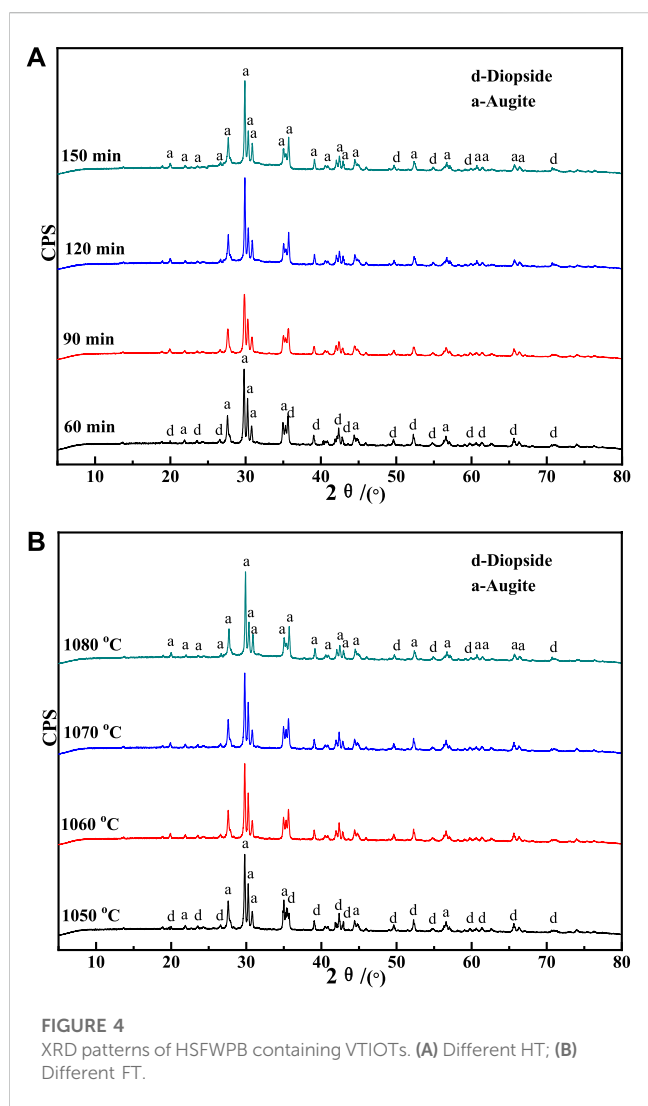 A
d-Diopside
a-Augite
a
a a a a a a a a a a a a a a a a d a d a d a a a a d
150 min
120 min
90 min
60 min
a
d a d d a a a a d d d d a d d d a d d d d
CPS
10 20 30 40 50 60 70 80
2 θ /(°)
B
d-Diopside
a-Augite
a
a a a a a a a a a a a a a a d a d a d a a a a d
1080 °C
1070 °C
1060 °C
1050 °C
a
d a d d a a a a d d d d a d d d a d d d d
CPS
10 20 30 40 50 60 70 80
2 θ /(°)
FIGURE 4
XRD patterns of HSFWPB containing VTIOTs. (A) Different HT; (B)
Different FT.